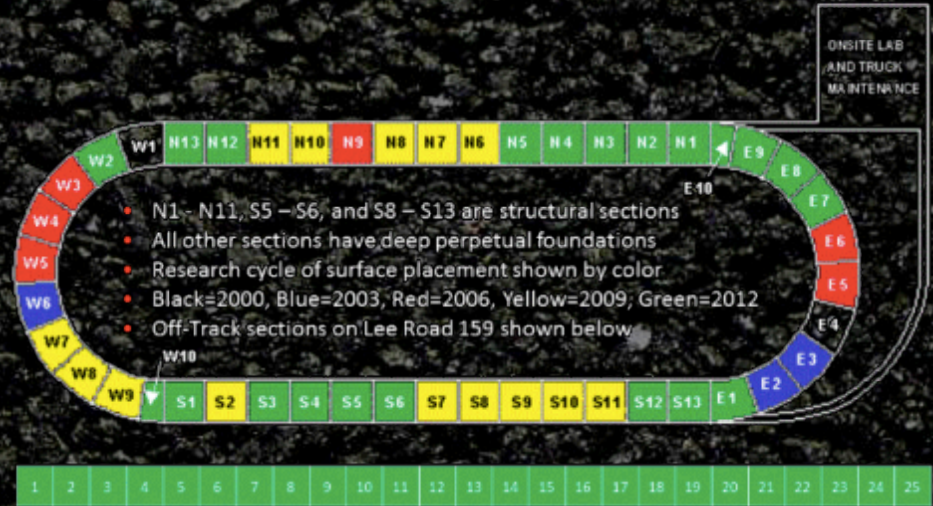 ONSITE LAB
AND TRUCK
MAINTENANCE
W1 N13 N12 N11 N10 N9 N8 N7 N6 N5 N4 N3 N2 N1
W2 E9
E8
W3 E10
E7
W4
W5
W6
W7
W8
W9
W10
E6
E5
E4
E3
E2
• N1 - N11, S5 – S6, and S8 – S13 are structural sections
• All other sections have deep perpetual foundations
• Research cycle of surface placement shown by color
• Black=2000, Blue=2003, Red=2006, Yellow=2009, Green=2012
• Off-Track sections on Lee Road 159 shown below
S1 S2 S3 S4 S5 S6 S7 S8 S9 S10 S11 S12 S13 E1
1 2 3 4 5 6 7 8 9 10 11 12 13 14 15 16 17 18 19 20 21 22 23 24 25